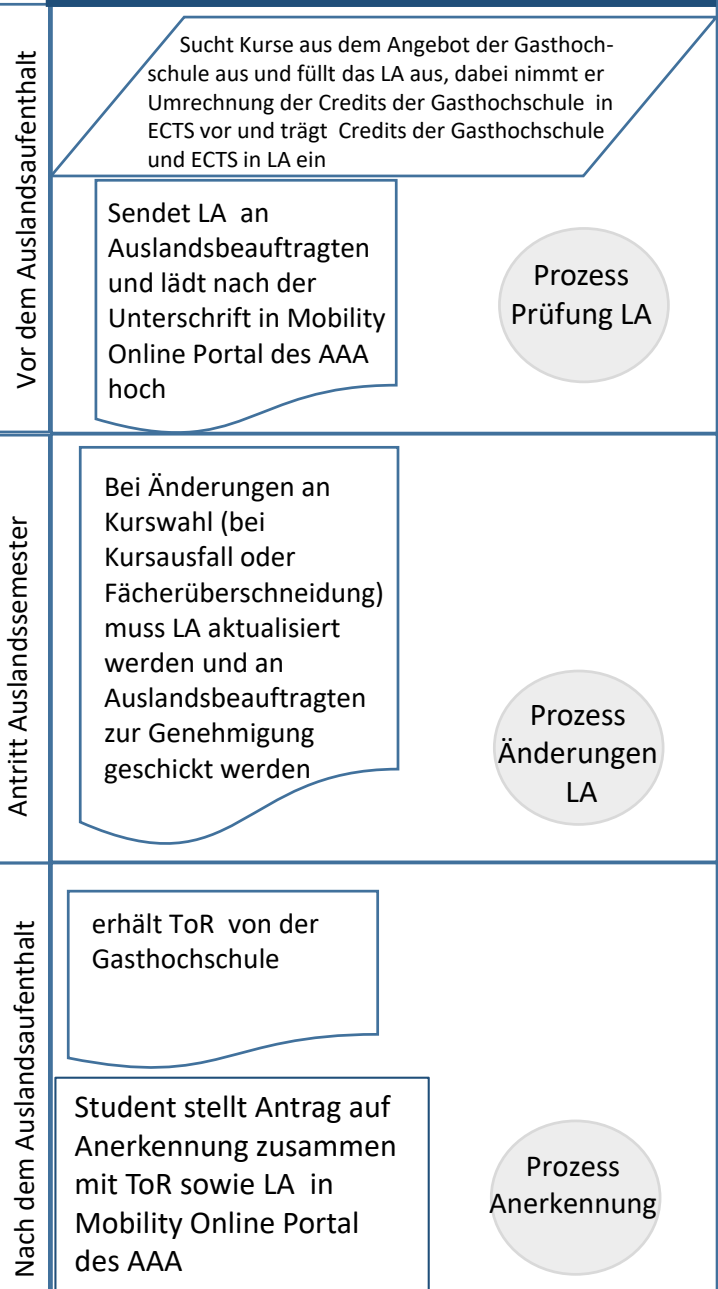 Vor dem Auslandsaufenthalt
Sucht Kurse aus dem Angebot der Gasthoch-
schule aus und füllt das LA aus, dabei nimmt er
Umrechnung der Credits der Gasthochschule in
ECTS vor und trägt Credits der Gasthochschule
und ECTS in LA ein
Sendet LA an
Auslandsbeauftragten
und lädt nach der
Unterschrift in Mobility
Online Portal des AAA
hoch
Prozess
Prüfung LA
Antritt Auslandssemester
Bei Änderungen an
Kurswahl (bei
Kursausfall oder
Fächerüberschneidung)
muss LA aktualisiert
werden und an
Auslandsbeauftragten
zur Genehmigung
geschickt werden
Prozess
Änderungen
LA
Nach dem Auslandsaufenthalt
erhält ToR von der
Gasthochschule
Student stellt Antrag auf
Anerkennung zusammen
mit ToR sowie LA in
Mobility Online Portal
des AAA
Prozess
Anerkennung